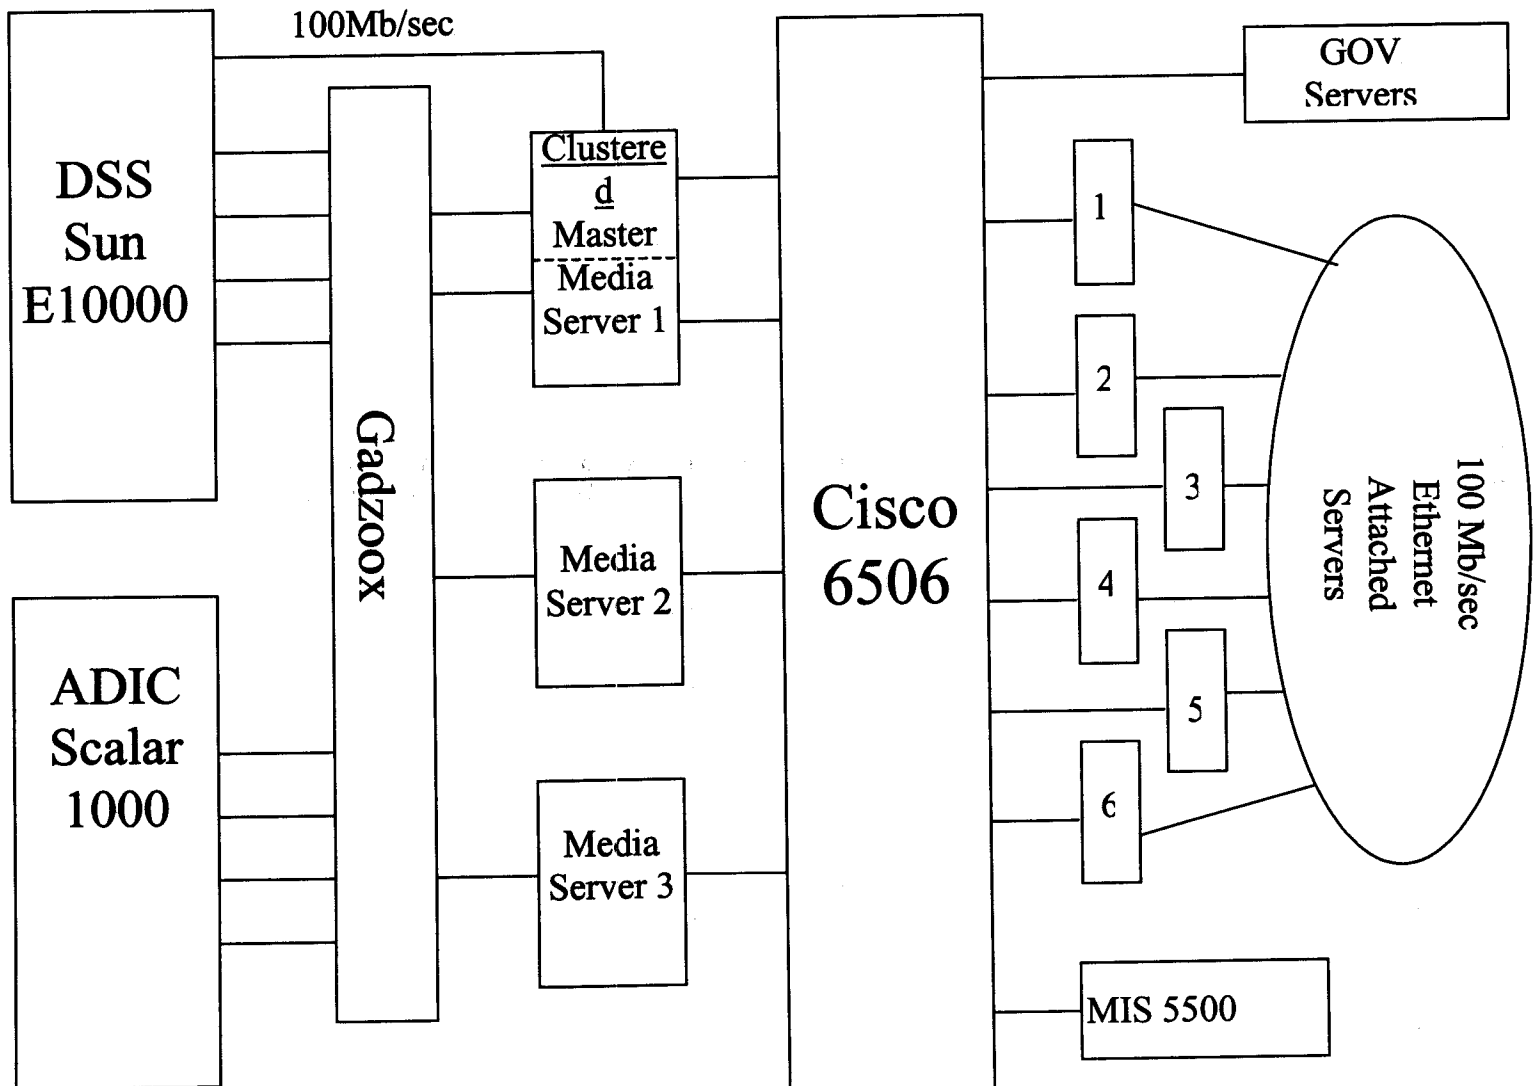 100Mb/sec
DSS
Sun
E10000
ADIC
Scalar
1000
Gadzoox
Clustere
d
Master
Media
Server 1
Media
Server 2
Media
Server 3
Cisco
6506
GOV
Servers
1
2
3
4
5
6
100 Mb/sec
Ethernet
Attached
Servers
MIS 5500